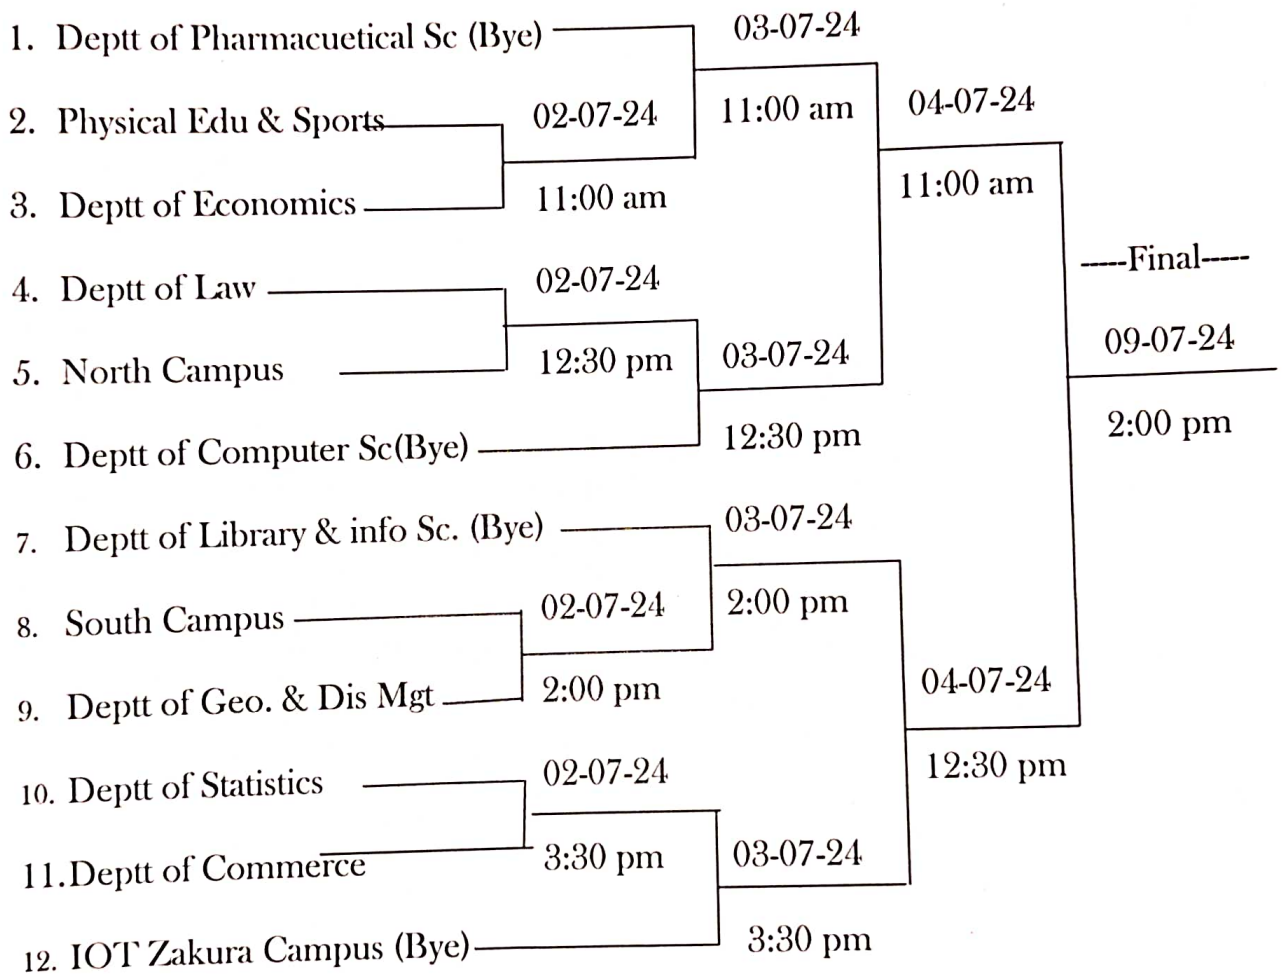 1. Deptt of Pharmacuetical Sc (Bye)
03-07-24
2. Physical Edu & Sports
02-07-24
11:00 am
04-07-24
3. Deptt of Economics
11:00 am
11:00 am
4. Deptt of Law
02-07-24
-----Final-----
5. North Campus
12:30 pm
03-07-24
09-07-24
6. Deptt of Computer Sc(Bye)
12:30 pm
2:00 pm
7. Deptt of Library & info Sc. (Bye)
03-07-24
8. South Campus
02-07-24
2:00 pm
9. Deptt of Geo. & Dis Mgt
2:00 pm
04-07-24
10. Deptt of Statistics
02-07-24
12:30 pm
11.Deptt of Commerce
3:30 pm
03-07-24
12. IOT Zakura Campus (Bye)
3:30 pm